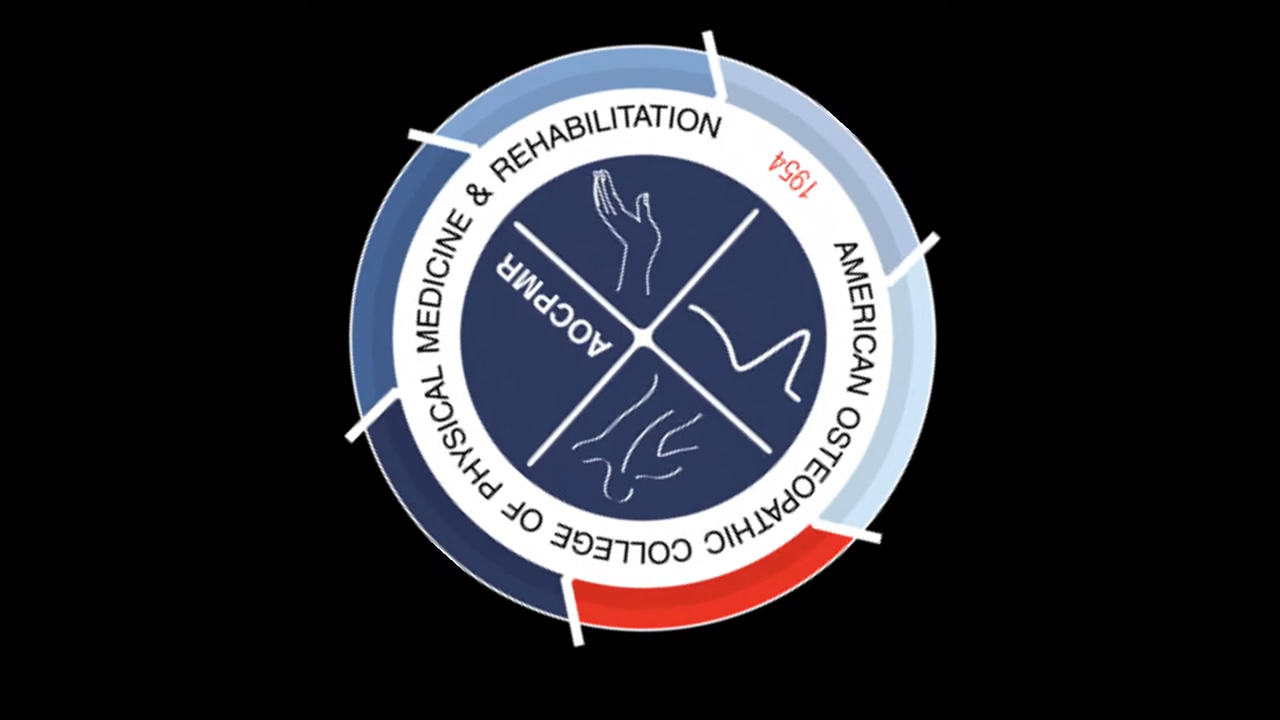 AMERICAN OSTEOPATHIC COLLEGE OF PHYSICAL MEDICINE & REHABILITATION
1954
AOCPMR